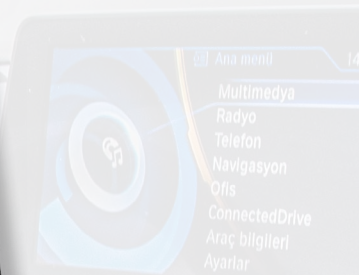 Ana menü
Multimedya
Radyo
Telefon
Navigasyon
Ofis
ConnectedDrive
Araç bilgileri
Ayarlar